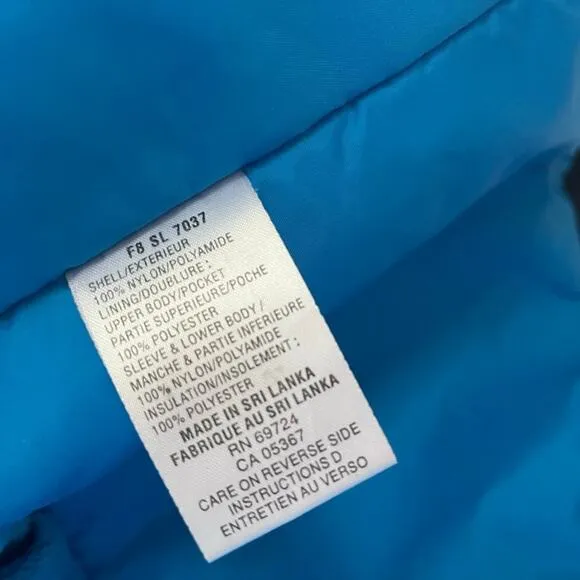 F8 SL 7037
SHELL/EXTERIEUR
100% NYLON/POLYAMIDE
LINING/DOUBLURE:
UPPER BODY/POCKET
PARTIE SUPERIEURE/POCHE
100% POLYESTER
SLEEVE & LOWER BODY /
MANCHE & PARTIE INFERIEURE
100% NYLON/POLYAMIDE
INSULATION/INSOLEMENT:
100% POLYESTER
MADE IN SRI LANKA
FABRIQUE AU SRI LANKA
RN 69724
CA 05367
CARE ON REVERSE SIDE
INSTRUCTIONS D
ENTRETIEN AU VERSO